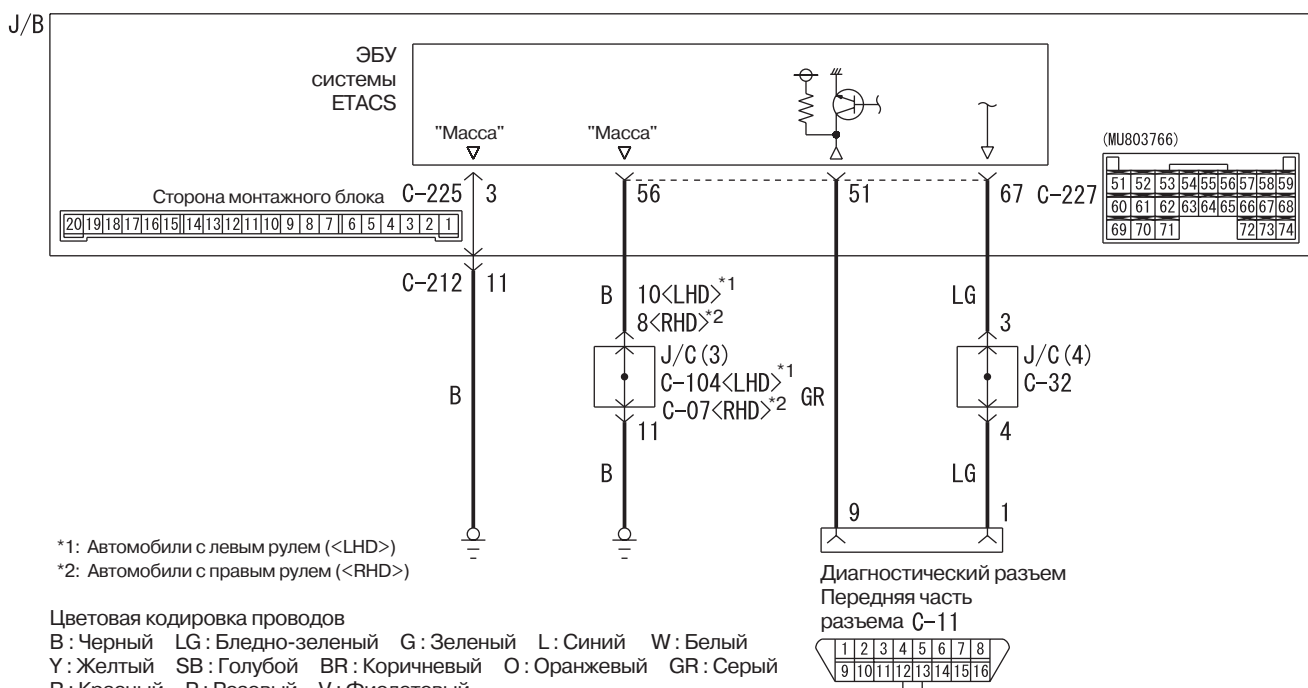 J/B
ЭБУ
системы
ETACS
"Масса" "Масса"
(MU803766)
51 52 53 54 55 56 57 58 59
60 61 62 63 64 65 66 67 68
69 70 71 72 73 74
Сторона монтажного блока C-225 3 56 51 67 C-227
20 19 18 17 16 15 14 13 12 11 10 9 8 7 6 5 4 3 2 1
C-212 11
B 10<LHD>*1 LG
8<RHD>*2 3
J/C(3) J/C(4)
C-104<LHD>*1 C-32
B C-07<RHD>*2 GR
11 4
B LG
9 1
*1: Автомобили с левым рулем (<LHD>)
*2: Автомобили с правым рулем (<RHD>)
Диагностический разъем
Передняя часть
разъема C-11
1 2 3 4 5 6 7 8
9 10 11 12 13 14 15 16
Цветовая кодировка проводов
B : Черный LG : Бледно-зеленый G : Зеленый L : Синий W : Белый
Y : Желтый SB : Голубой BR : Коричневый O : Оранжевый GR : Серый